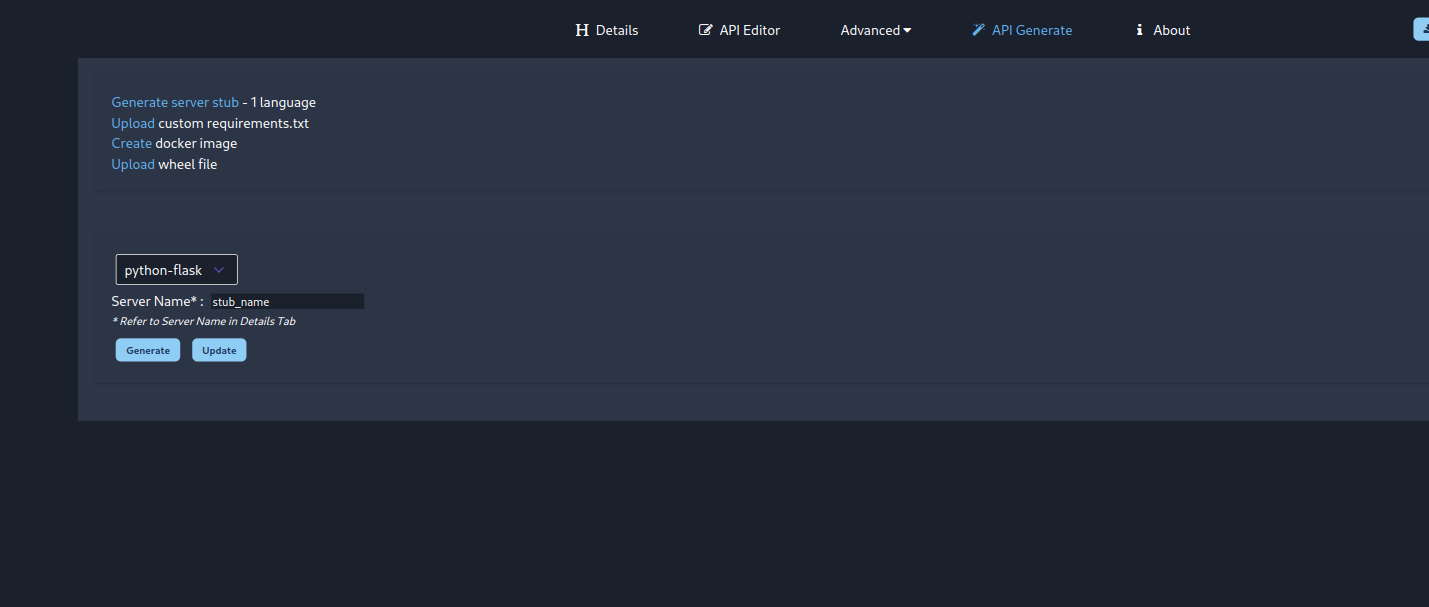 Details API Editor Advanced API Generate About
Generate server stub - 1 language
Upload custom requirements.txt
Create docker image
Upload wheel file
python-flask
Server Name* : stub_name
* Refer to Server Name in Details Tab
Generate Update